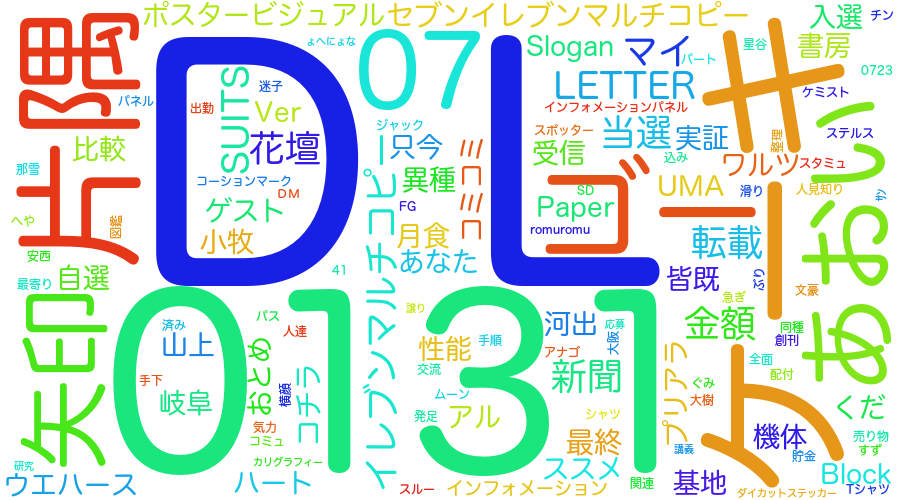 ポスタービジュアル
セブンイレブンマルチコピー
入選
チン
書房
片隅
DL
07
ょへにょな
Slogan
マイ
パート
星谷
キー
0723
ケミスト
パネル
出勤
迷子
SUITS
Ver
花壇
LETTER
インフォメーションパネル
ジャック
只今
ミコミコ
スポッター
当選
実証
整理
ステルス
比較
受信
込み
ワルツ
スタミュ
あおい
那雪
コーションマーク
DM
異種
FG
ゴー
SD
Paper
UMA
滑り
人見知り
サツ
へや
図鑑
ゲスト
小牧
月食
romuromu
転載
安西
あなた
皆既
ぶり
文豪
最寄り
自選
41
急ぎ
矢印
0131
譲り
金額
同種
創刊
済み
山上
パス
人達
イレブンマルチコピー
性能
手順
河出
応募
大阪
アナゴ
おとめ
交流
全面
配付
ケ
手下
横顔
コチラ
ムーン
新聞
プリアラ
ぐみ
大樹
くだ
岐阜
発足
アル
シャツ
気力
コミュ
最終
講義
機体
貯金
売り物
すず
研究
カリグラフィー
ススメ
ウエハース
ハート
スルー
インフォメーション
関連
基地
ダイカットステッカー
Block
Tシャツ